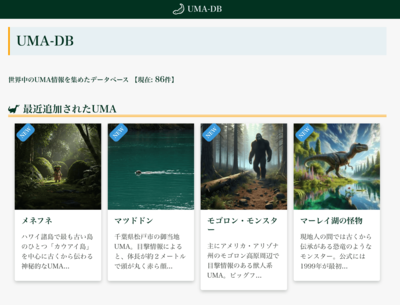 UMA-DB
UMA-DB
世界中のUMA情報を集めたデータベース 【現在: 86件】
最近追加されたUMA
NEW
NEW
NEW
NEW
メネフネ
ハワイ諸島で最も古い島
のひとつ「カウアイ島」
を中心に古くから伝わる
神秘的なUMA...
マツドドン
千葉県松戸市の御当地
UMA。目撃情報による
と、体長が約２メートル
で頭が丸く赤ら顔...
モゴロン・モンスタ
ー
主にアメリカ・アリゾナ
州のモゴロン高原周辺で
目撃情報のある獣人系
UMA。ビッグフ...
マーレイ湖の怪物
現地人の間では古くから
伝承がある恐竜のような
モンスター。公式には
1999年が最初...